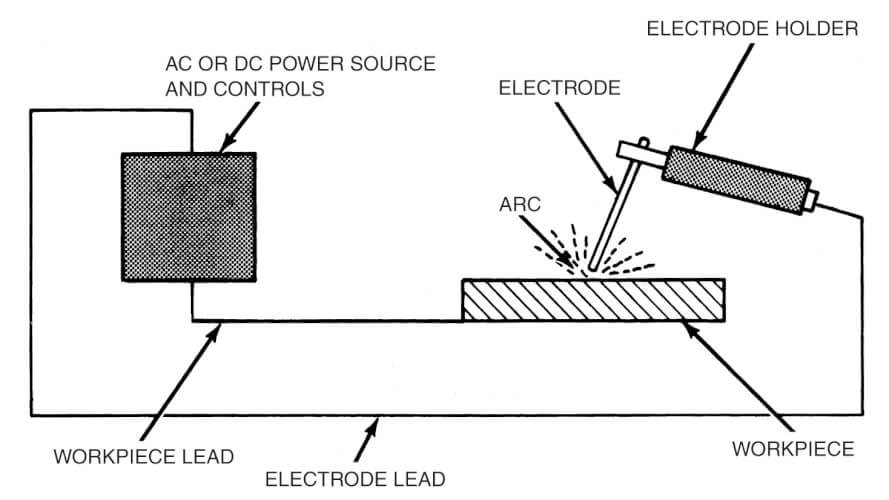 ELECTRODE HOLDER
AC OR DC POWER SOURCE
AND CONTROLS
ELECTRODE
ARC
WORKPIECE LEAD
ELECTRODE LEAD
WORKPIECE